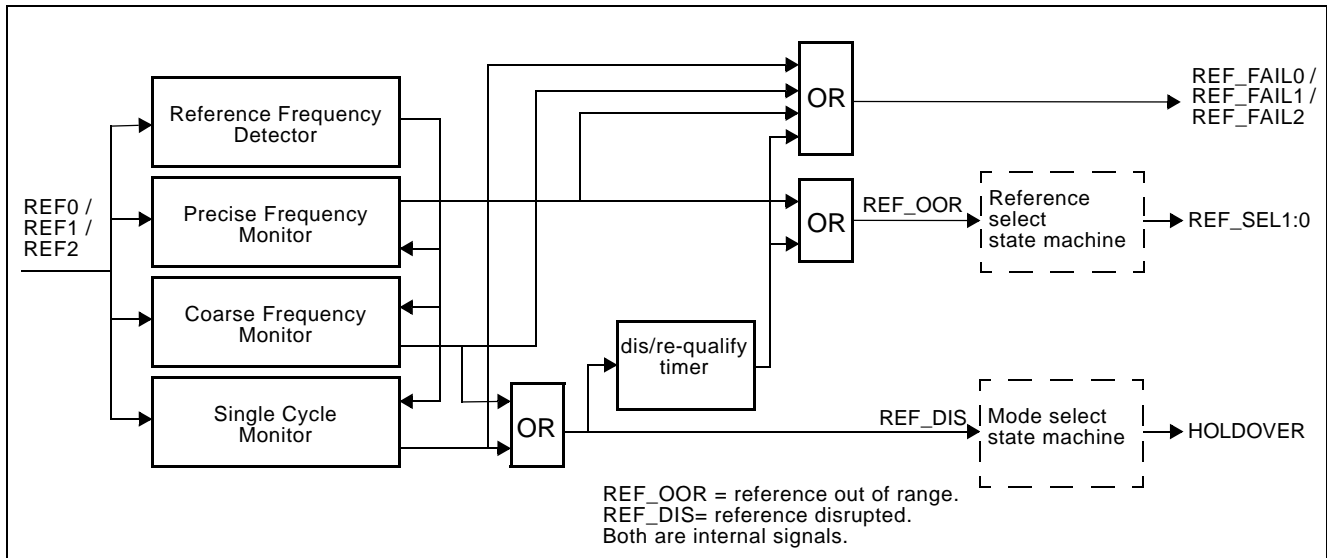 REF0 /
REF1 /
REF2
Reference Frequency
Detector
Precise Frequency
Monitor
Coarse Frequency
Monitor
Single Cycle
Monitor
OR
dis/re-qualify
timer
OR
OR
REF_FAIL0 /
REF_FAIL1 /
REF_FAIL2
REF_OOR
Reference
select
state machine
REF_SEL1:0
REF_DIS
Mode select
state machine
HOLDOVER
REF_OOR = reference out of range.
REF_DIS= reference disrupted.
Both are internal signals.